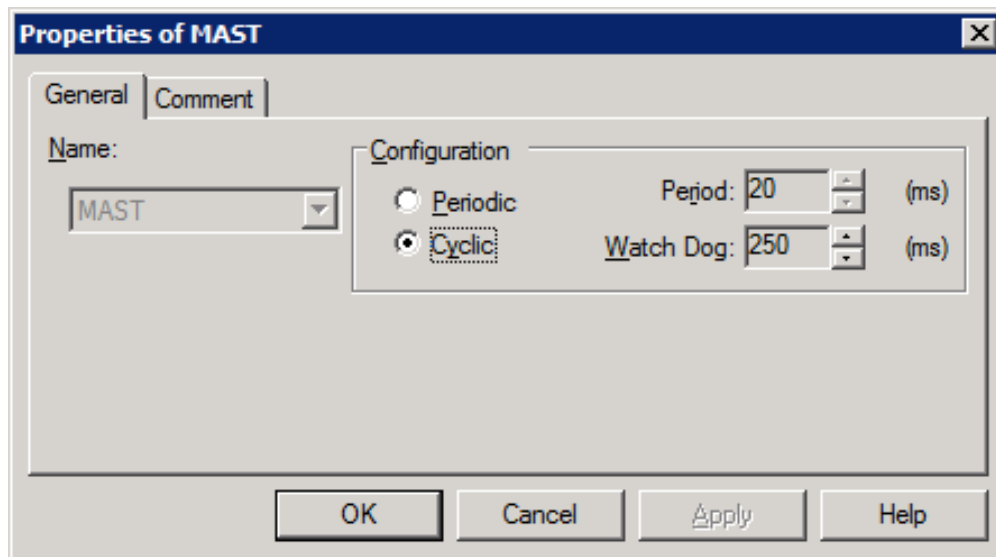 Properties of MAST
General Comment
Name:
MAST
Configuration
Periodic
Cyclic
Period: 20 (ms)
Watch Dog: 250 (ms)
OK Cancel Apply Help